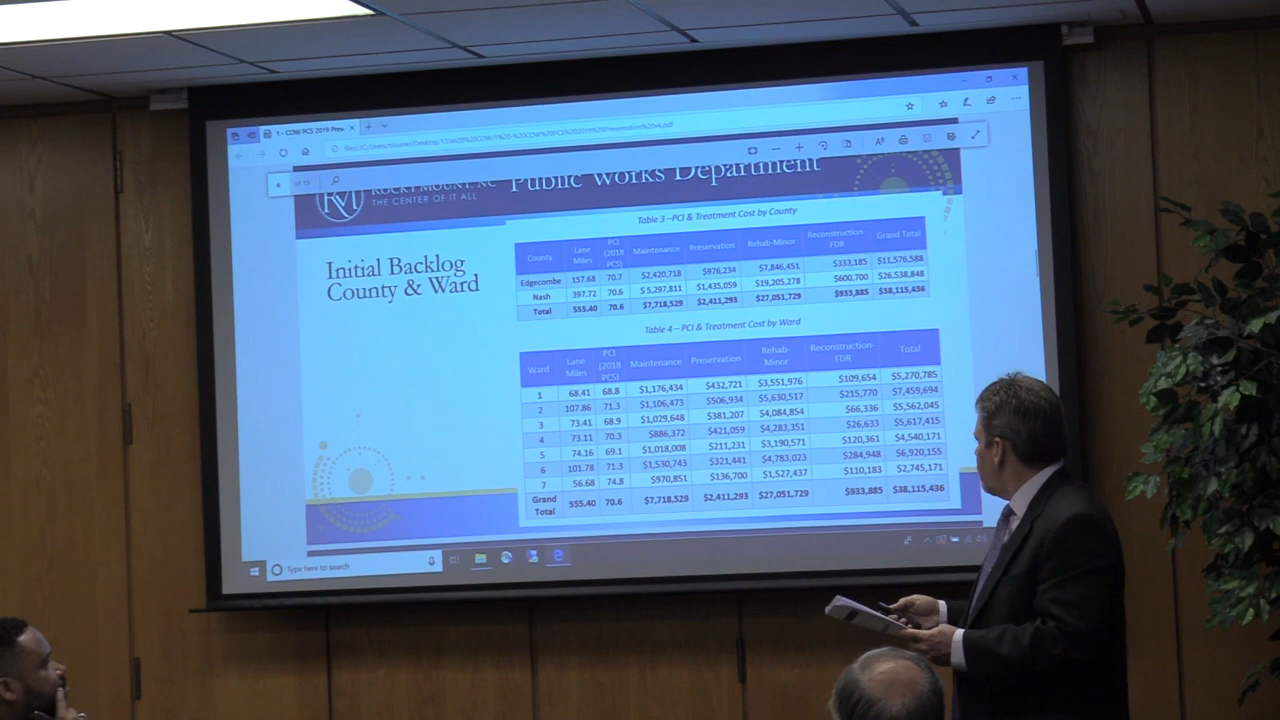 1 - COW PCS 2019 Pres
6 of 15
ROCKY MOUNT, NC
THE CENTER OF IT ALL
RM
Public Works Department
Initial Backlog
County & Ward
Table 3 –PCI & Treatment Cost by County
County Lane Miles PCI (2018 PCS) Maintenance Preservation Rehab-Minor Reconstruction-FDR Grand Total
Edgecombe 157.68 70.7 $2,420,718 $976,234 $7,846,451 $333,185 $11,576,588
Nash 397.72 70.6 $ 5,297,811 $1,435,059 $19,205,278 $600,700 $26,538,848
Total 555.40 70.6 $7,718,529 $2,411,293 $27,051,729 $933,885 $38,115,436
Table 4 – PCI & Treatment Cost by Ward
Ward Lane Miles PCI (2018 PCS) Maintenance Preservation Rehab-Minor Reconstruction-FDR Total
1 68.41 68.8 $1,176,434 $432,721 $3,551,976 $109,654 $5,270,785
2 107.86 71.3 $1,106,473 $506,934 $5,630,517 $215,770 $7,459,694
3 73.41 68.9 $1,029,648 $381,207 $4,084,854 $66,336 $5,562,045
4 73.11 70.3 $886,372 $421,059 $4,283,351 $26,633 $5,617,415
5 74.16 69.1 $1,018,008 $211,231 $3,190,571 $120,361 $4,540,171
6 101.78 71.3 $1,530,743 $321,441 $4,783,023 $284,948 $6,920,155
7 56.68 74.8 $970,851 $136,700 $1,527,437 $110,183 $2,745,171
Grand Total 555.40 70.6 $7,718,529 $2,411,293 $27,051,729 $933,885 $38,115,436
Type here to search